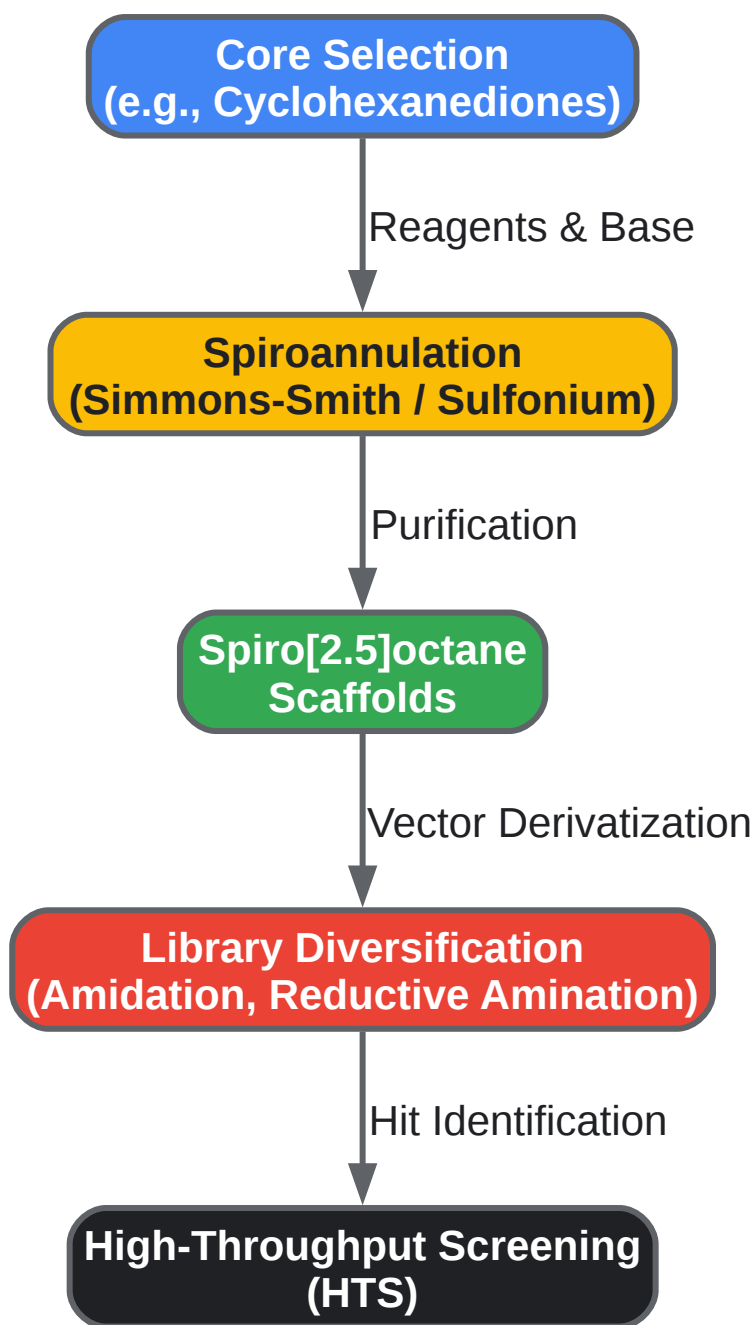 Core Selection
(e.g., Cyclohexanediones)
Reagents & Base
Spiroannulation
(Simmons-Smith / Sulfonium)
Purification
Spiro[2.5]octane
Scaffolds
Vector Derivatization
Library Diversification
(Amidation, Reductive Amination)
Hit Identification
High-Throughput Screening
(HTS)